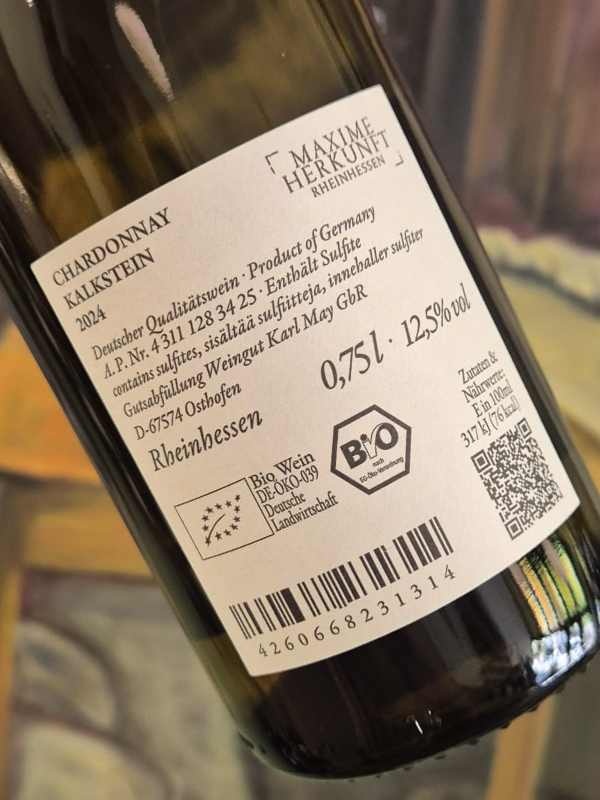 MAXIME
HERKUNFT
RHEINHESSEN
CHARDONNAY
KALKSTEIN
2024
Deutscher Qualitätswein · Product of Germany
A. P. Nr. 4 311 128 34 25 · Enthält Sulfite
contains sulfites, sisältää sulfiitteja, innehaller sulfiter
Gutsabfüllung Weingut Karl May GbR
D-67574 Osthofen
0,75 l · 12,5% vol
Rheinhessen
Zutaten &
Nährwerte:
E in 100ml
317 kJ (76 kcal)
Bio Wein
DE-ÖKO-039
Deutsche
Landwirtschaft
BiO
nach
EG-Öko-Verordnung
4260668231314